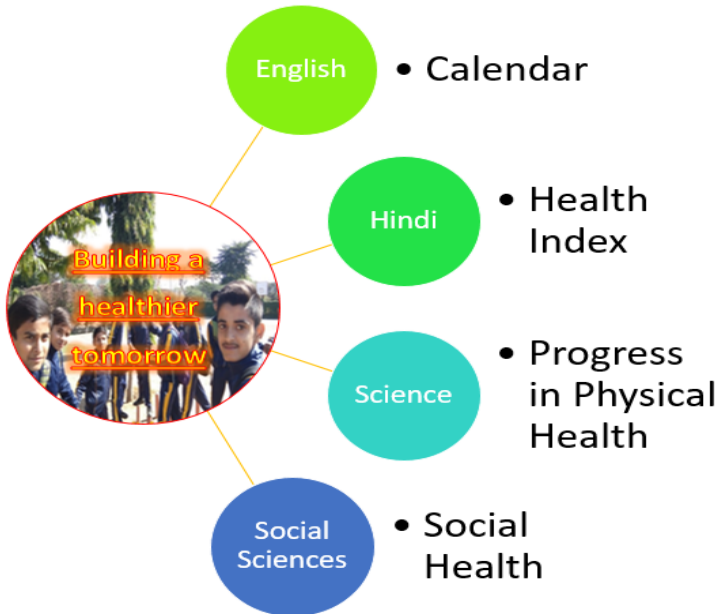 English
• Calendar
Hindi
• Health
Index
Building a
healthier
tomorrow
Science
• Progress
in Physical
Health
Social
Sciences
• Social
Health